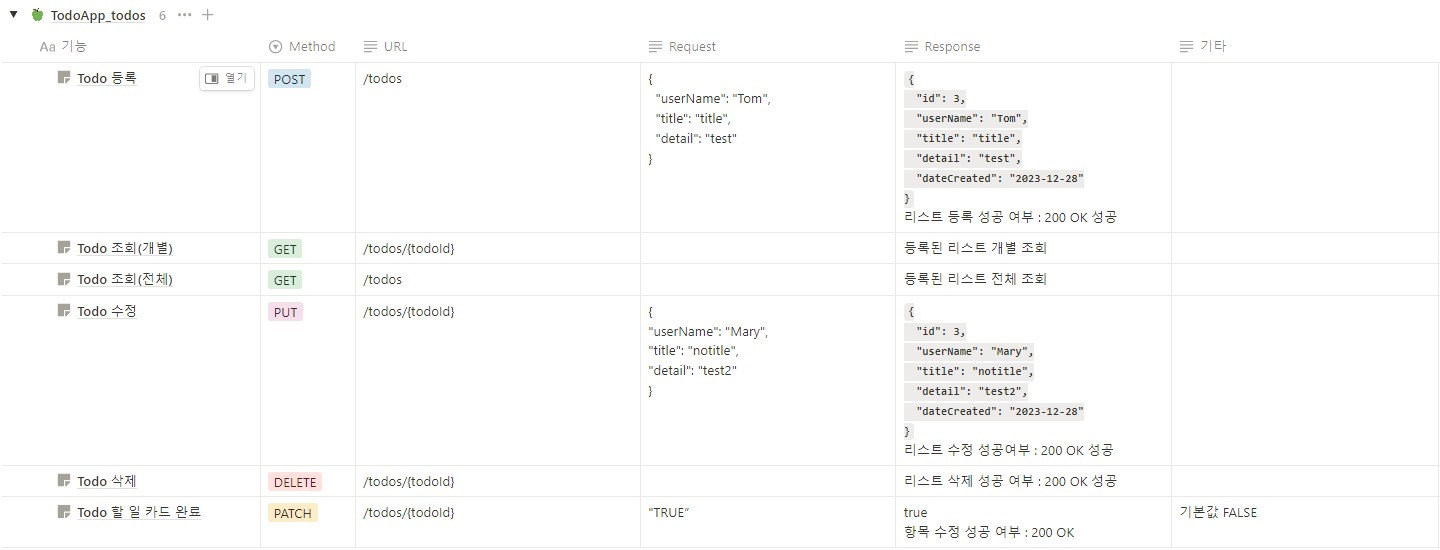 TodoApp_todos 6
Aa 기능 Method URL Request Response 기타
Todo 등록 열기 POST /todos
{
"userName": "Tom",
"title": "title",
"detail": "test"
}
{
"id": 3,
"userName": "Tom",
"title": "title",
"detail": "test",
"dateCreated": "2023-12-28"
}
리스트 등록 성공 여부 : 200 OK 성공
Todo 조회(개별) GET /todos/{todoId} 등록된 리스트 개별 조회
Todo 조회(전체) GET /todos 등록된 리스트 전체 조회
Todo 수정 PUT /todos/{todoId}
{
"userName": "Mary",
"title": "notitle",
"detail": "test2"
}
{
"id": 3,
"userName": "Mary",
"title": "notitle",
"detail": "test2",
"dateCreated": "2023-12-28"
}
리스트 수정 성공여부 : 200 OK 성공
Todo 삭제 DELETE /todos/{todoId} 리스트 삭제 성공 여부 : 200 OK 성공
Todo 할 일 카드 완료 PATCH /todos/{todoId} "TRUE" true 기본값 FALSE
항목 수정 성공 여부 : 200 OK